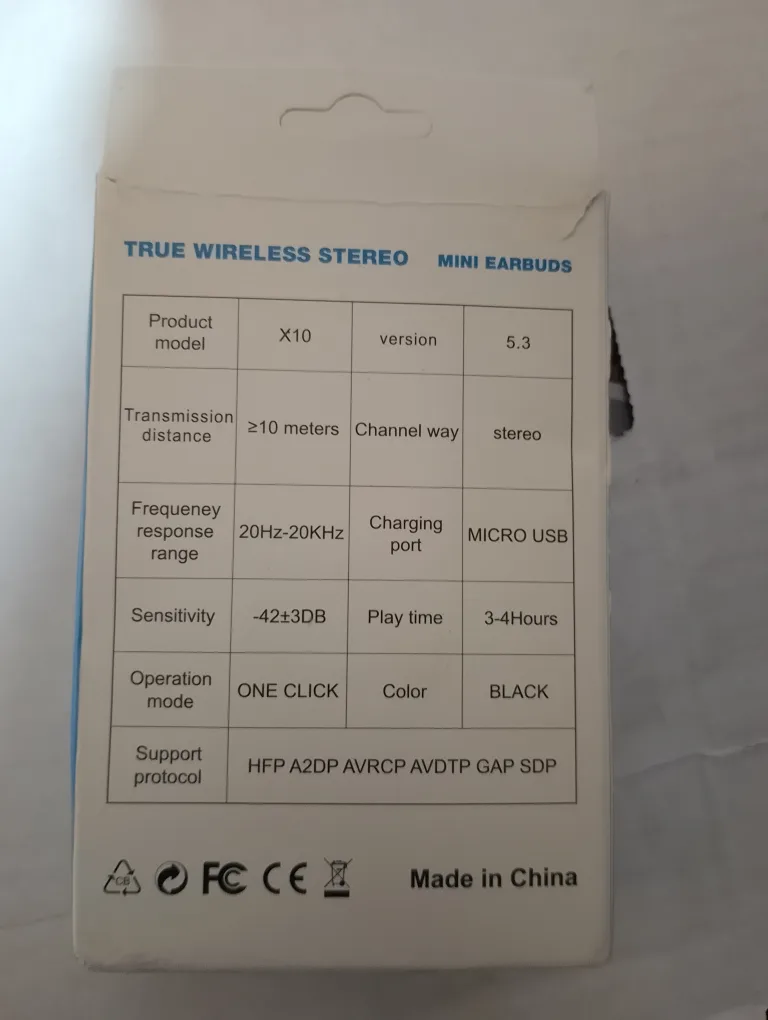 TRUE WIRELESS STEREO MINI EARBUDS
Product
model
X10
version
5.3
Transmission
distance
≥10 meters
Channel way
stereo
Frequeney
response
range
20Hz-20KHz
Charging
port
MICRO USB
Sensitivity
-42±3DB
Play time
3-4Hours
Operation
mode
ONE CLICK
Color
BLACK
Support
protocol
HFP A2DP AVRCP AVDTP GAP SDP
CB FC CE Made in China